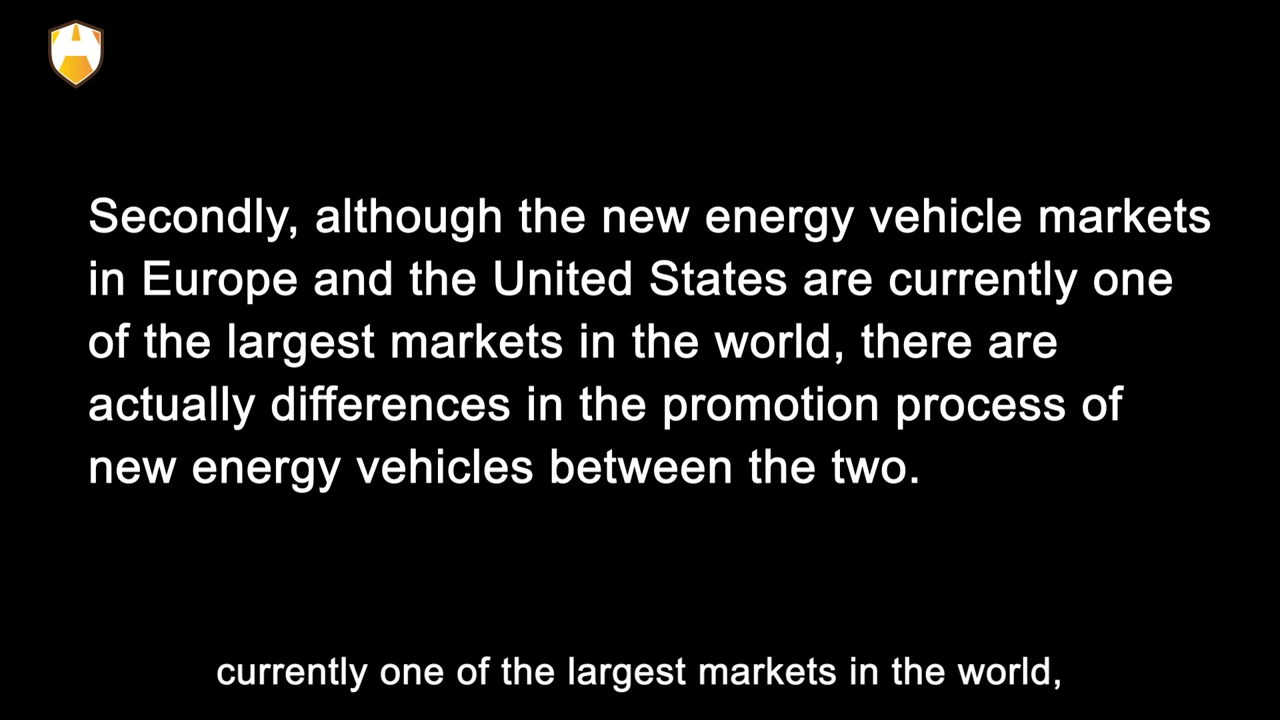 Secondly, although the new energy vehicle markets
in Europe and the United States are currently one
of the largest markets in the world, there are
actually differences in the promotion process of
new energy vehicles between the two.
currently one of the largest markets in the world,